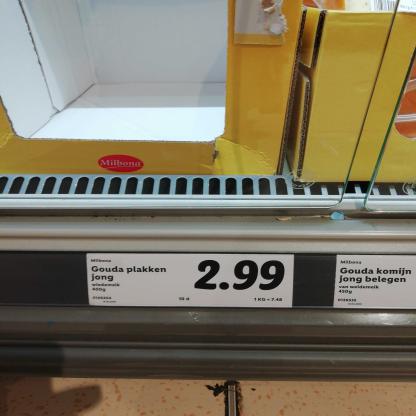 Milbona
Milbona
Gouda plakken
jong
weidemelk
400g
10 d
2.99
1 KG = 7.48
Milbona
Gouda komijn
jong belegen
van weidemelk
450g